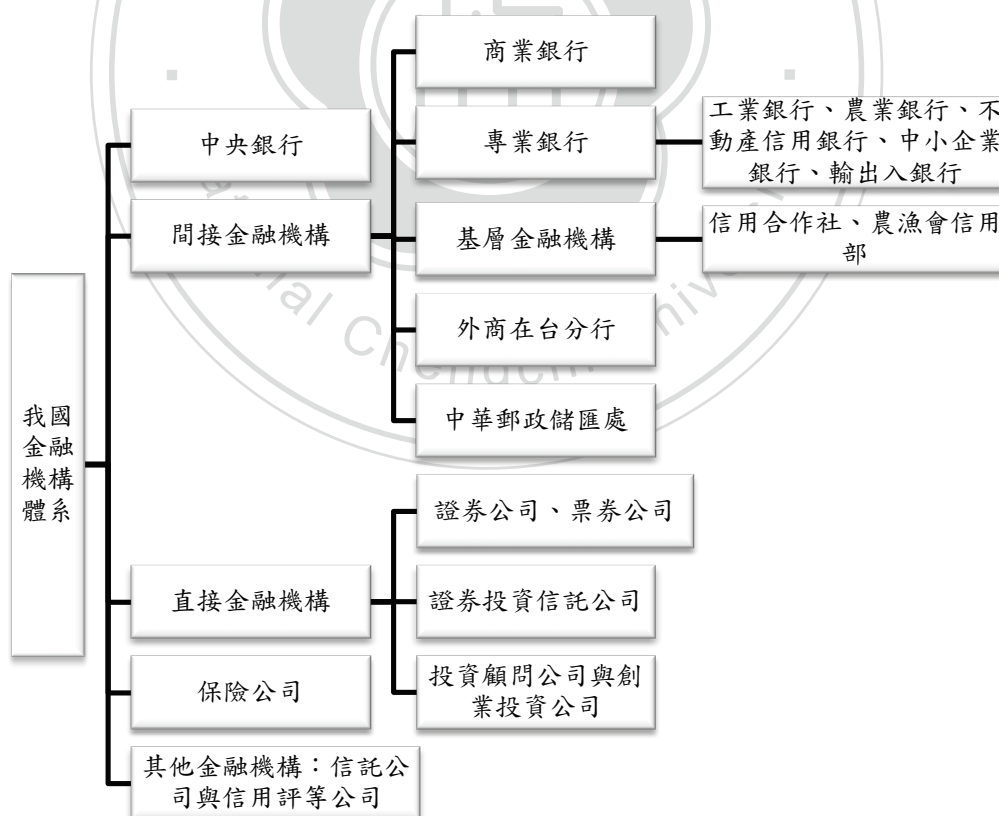 我國
金融
機構
體系
中央銀行
間接金融機構
商業銀行
專業銀行
工業銀行、農業銀行、不
動產信用銀行、中小企業
銀行、輸出入銀行
基層金融機構
信用合作社、農漁會信用
部
外商在台分行
中華郵政儲匯處
直接金融機構
證券公司、票券公司
證券投資信託公司
投資顧問公司與創
業投資公司
保險公司
其他金融機構：信託公
司與信用評等公司